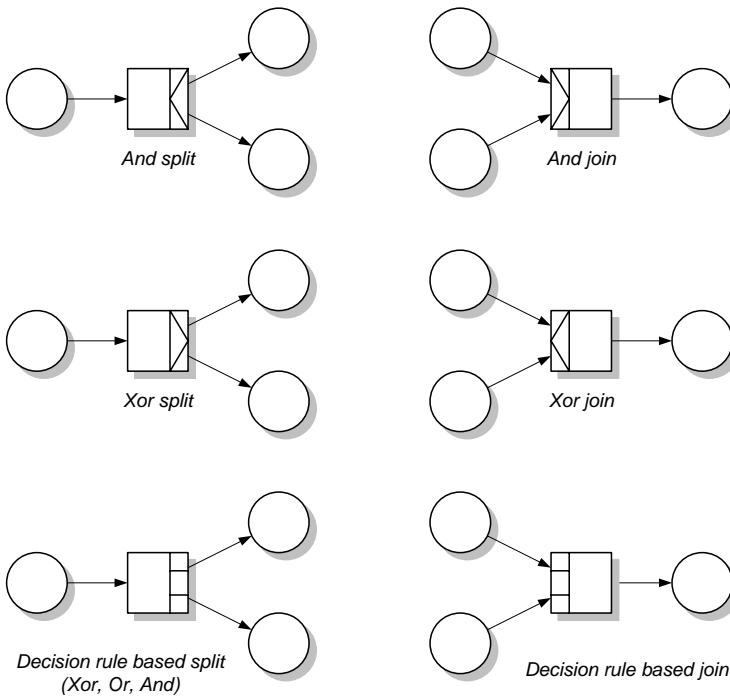 And split
And join
Xor split
Xor join
Decision rule based split
(Xor, Or, And)
Decision rule based join